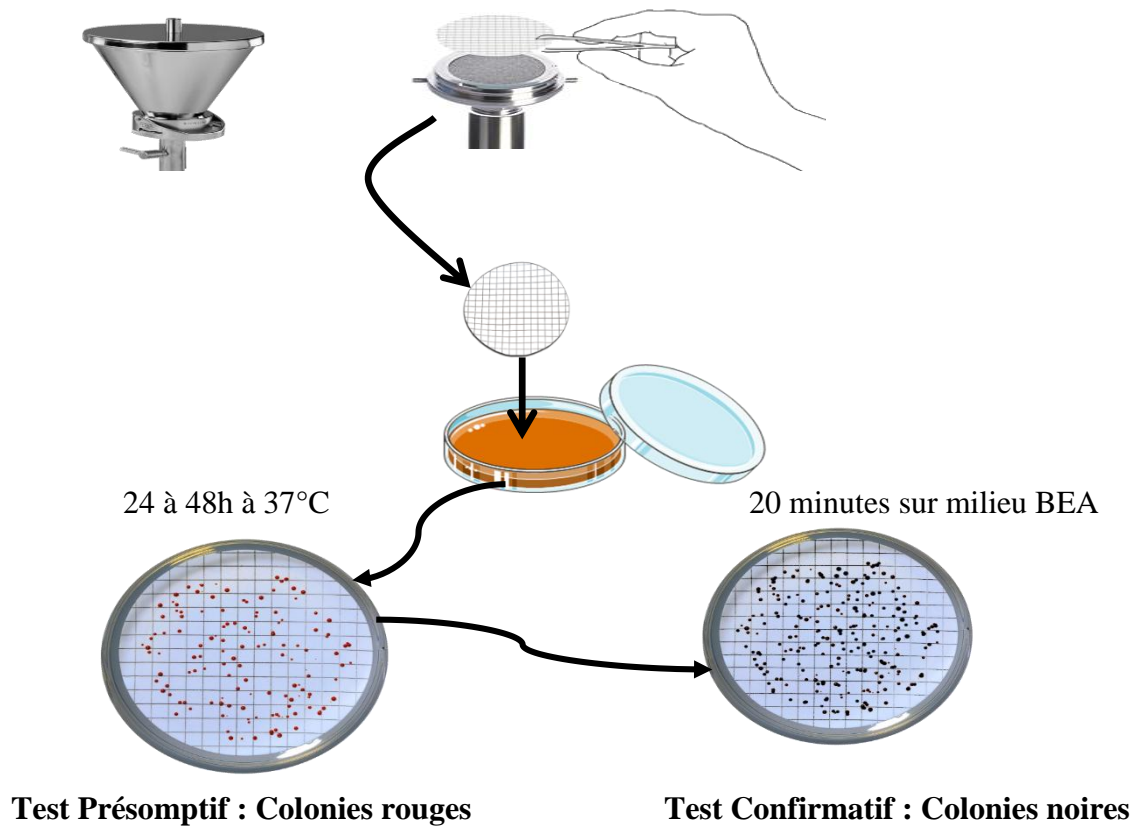 24 à 48h à 37°C
20 minutes sur milieu BEA
Test Présomptif : Colonies rouges
Test Confirmatif : Colonies noires